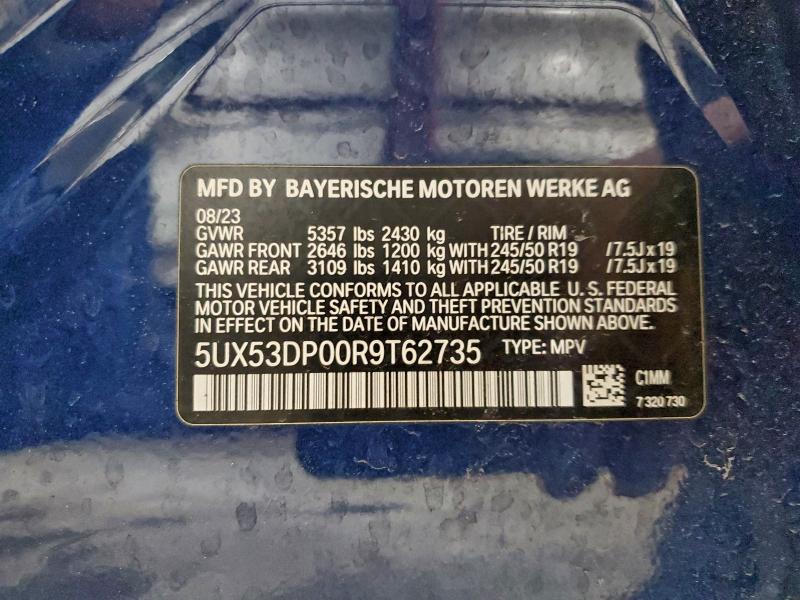 MFD BY BAYERISCHE MOTOREN WERKE AG
08/23
GVWR 5357 lbs 2430 kg TIRE / RIM
GAWR FRONT 2646 lbs 1200 kg WITH 245/50 R19 / 7.5J x 19
GAWR REAR 3109 lbs 1410 kg WITH 245/50 R19 / 7.5J x 19
THIS VEHICLE CONFORMS TO ALL APPLICABLE U. S. FEDERAL
MOTOR VEHICLE SAFETY AND THEFT PREVENTION STANDARDS
IN EFFECT ON THE DATE OF MANUFACTURE SHOWN ABOVE.
5UX53DP00R9T62735 TYPE: MPV
C1MM
7 320 730